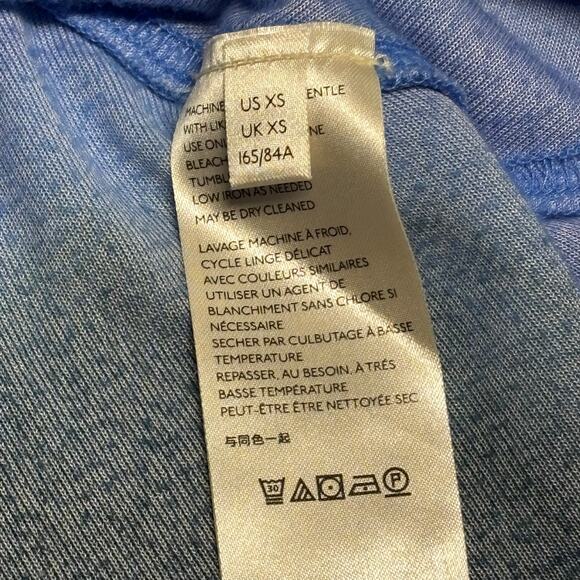 US XS
UK XS
165/84A
MACHINE ENTLE
WITH LIK
USE ON NE
BLEACH
TUMBL
LOW IRON AS NEEDED
MAY BE DRY CLEANED
LAVAGE MACHINE À FROID,
CYCLE LINGE DÉLICAT
AVEC COULEURS SIMILAIRES
UTILISER UN AGENT DE
BLANCHIMENT SANS CHLORE SI
NÉCESSAIRE
SECHER PAR CULBUTAGE À BASSE
TEMPERATURE
REPASSER, AU BESOIN, À TRÉS
BASSE TEMPÉRATURE
PEUT-ÊTRE ÊTRE NETTOYÉE SEC
与同色一起
30
P